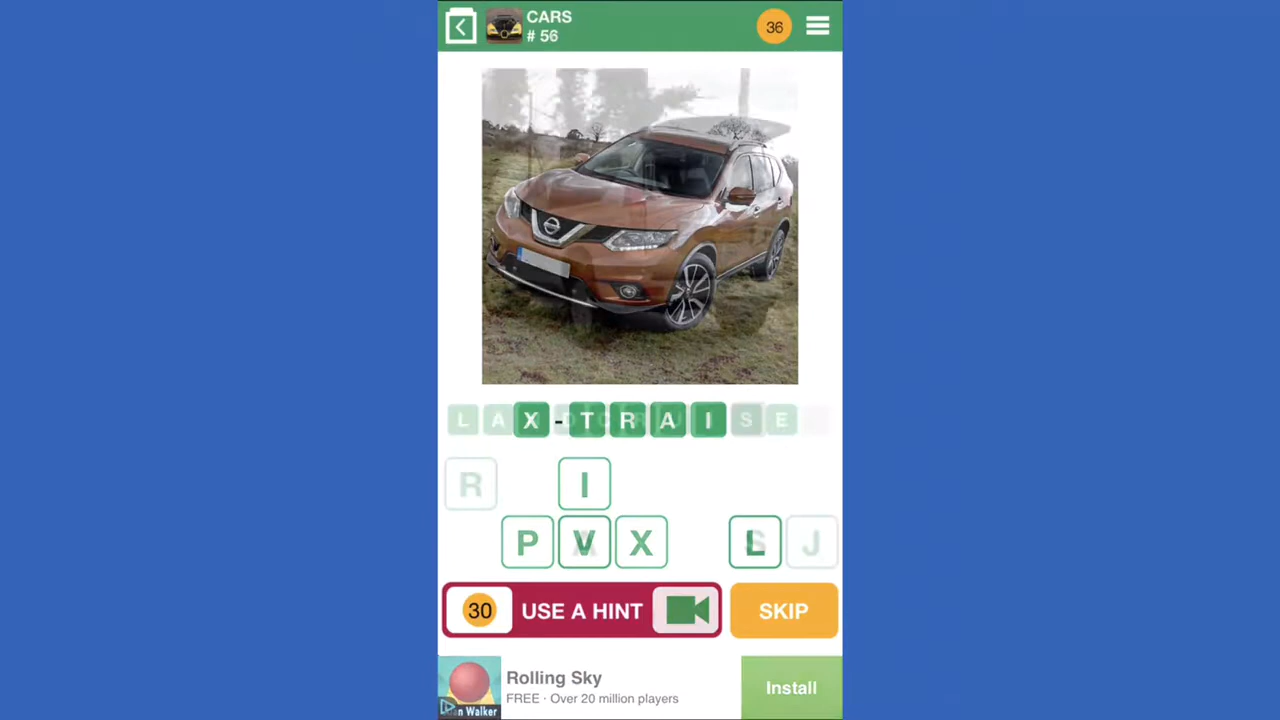 CARS
# 56
36
X - T R A I
R I
P V X L J
30 USE A HINT SKIP
Rolling Sky
FREE · Over 20 million players
Install